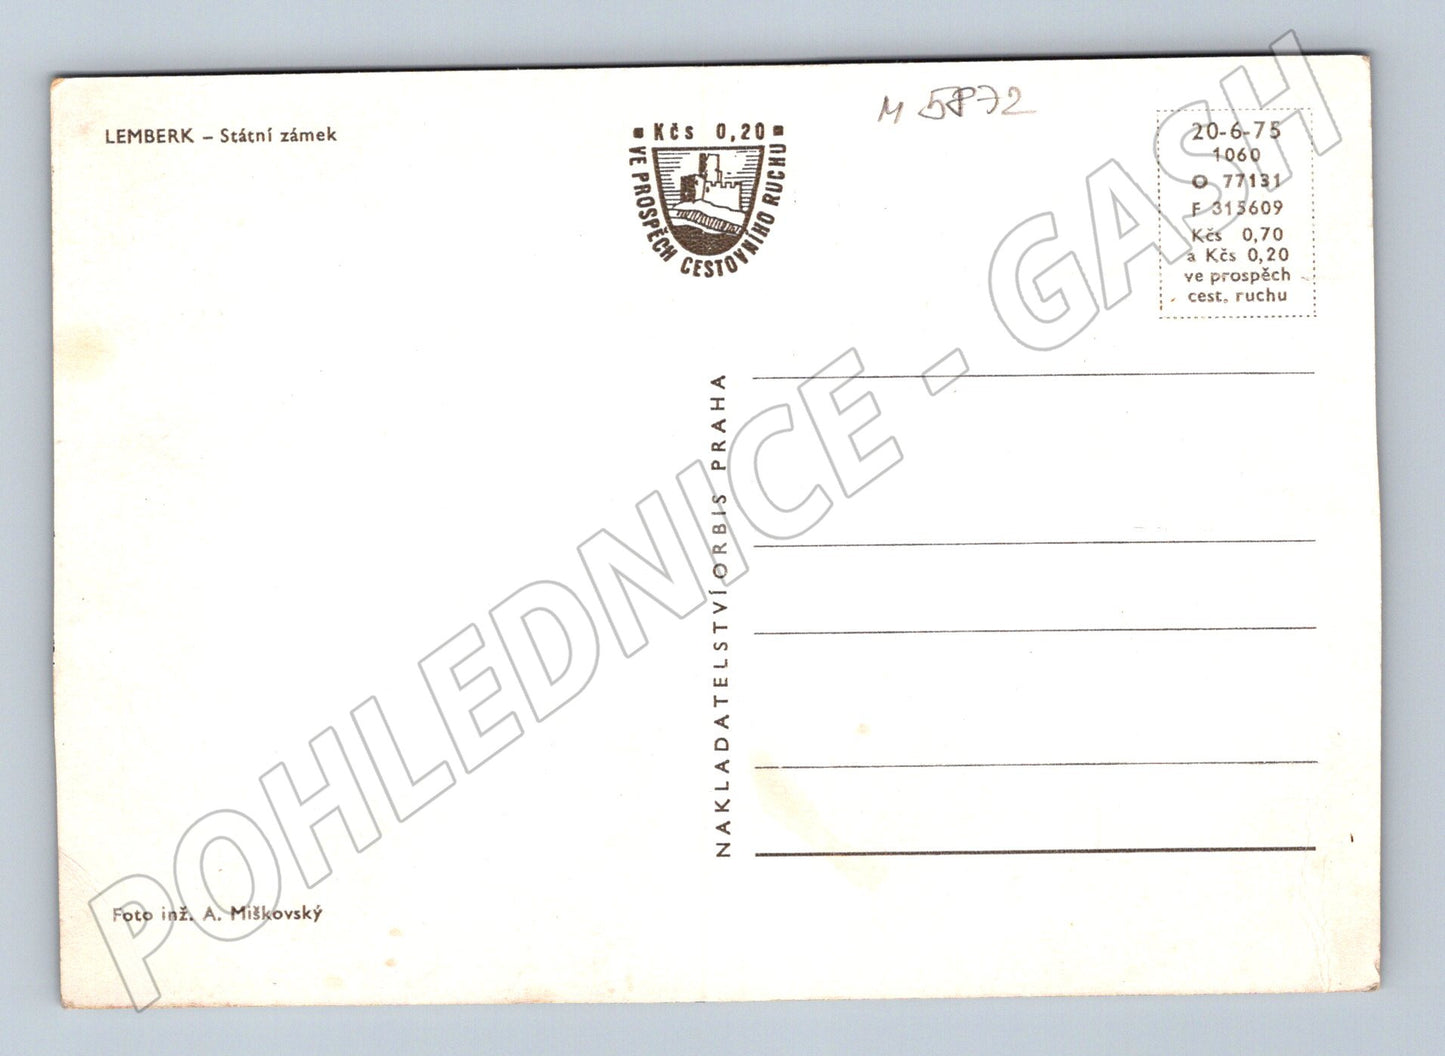 LEMBERK – Státní zámek
Kčs 0,20
VE PROSPĚCH CESTOVNÍHO RUCHU
M 5872
20-6-75
1060
O 77131
F 315609
Kčs 0,70
a Kčs 0,20
ve prospěch
cest. ruchu
NAKLADATELSTVÍ ORBIS PRAHA
Foto inž. A. Miškovský
POHLEDNICE - GASH